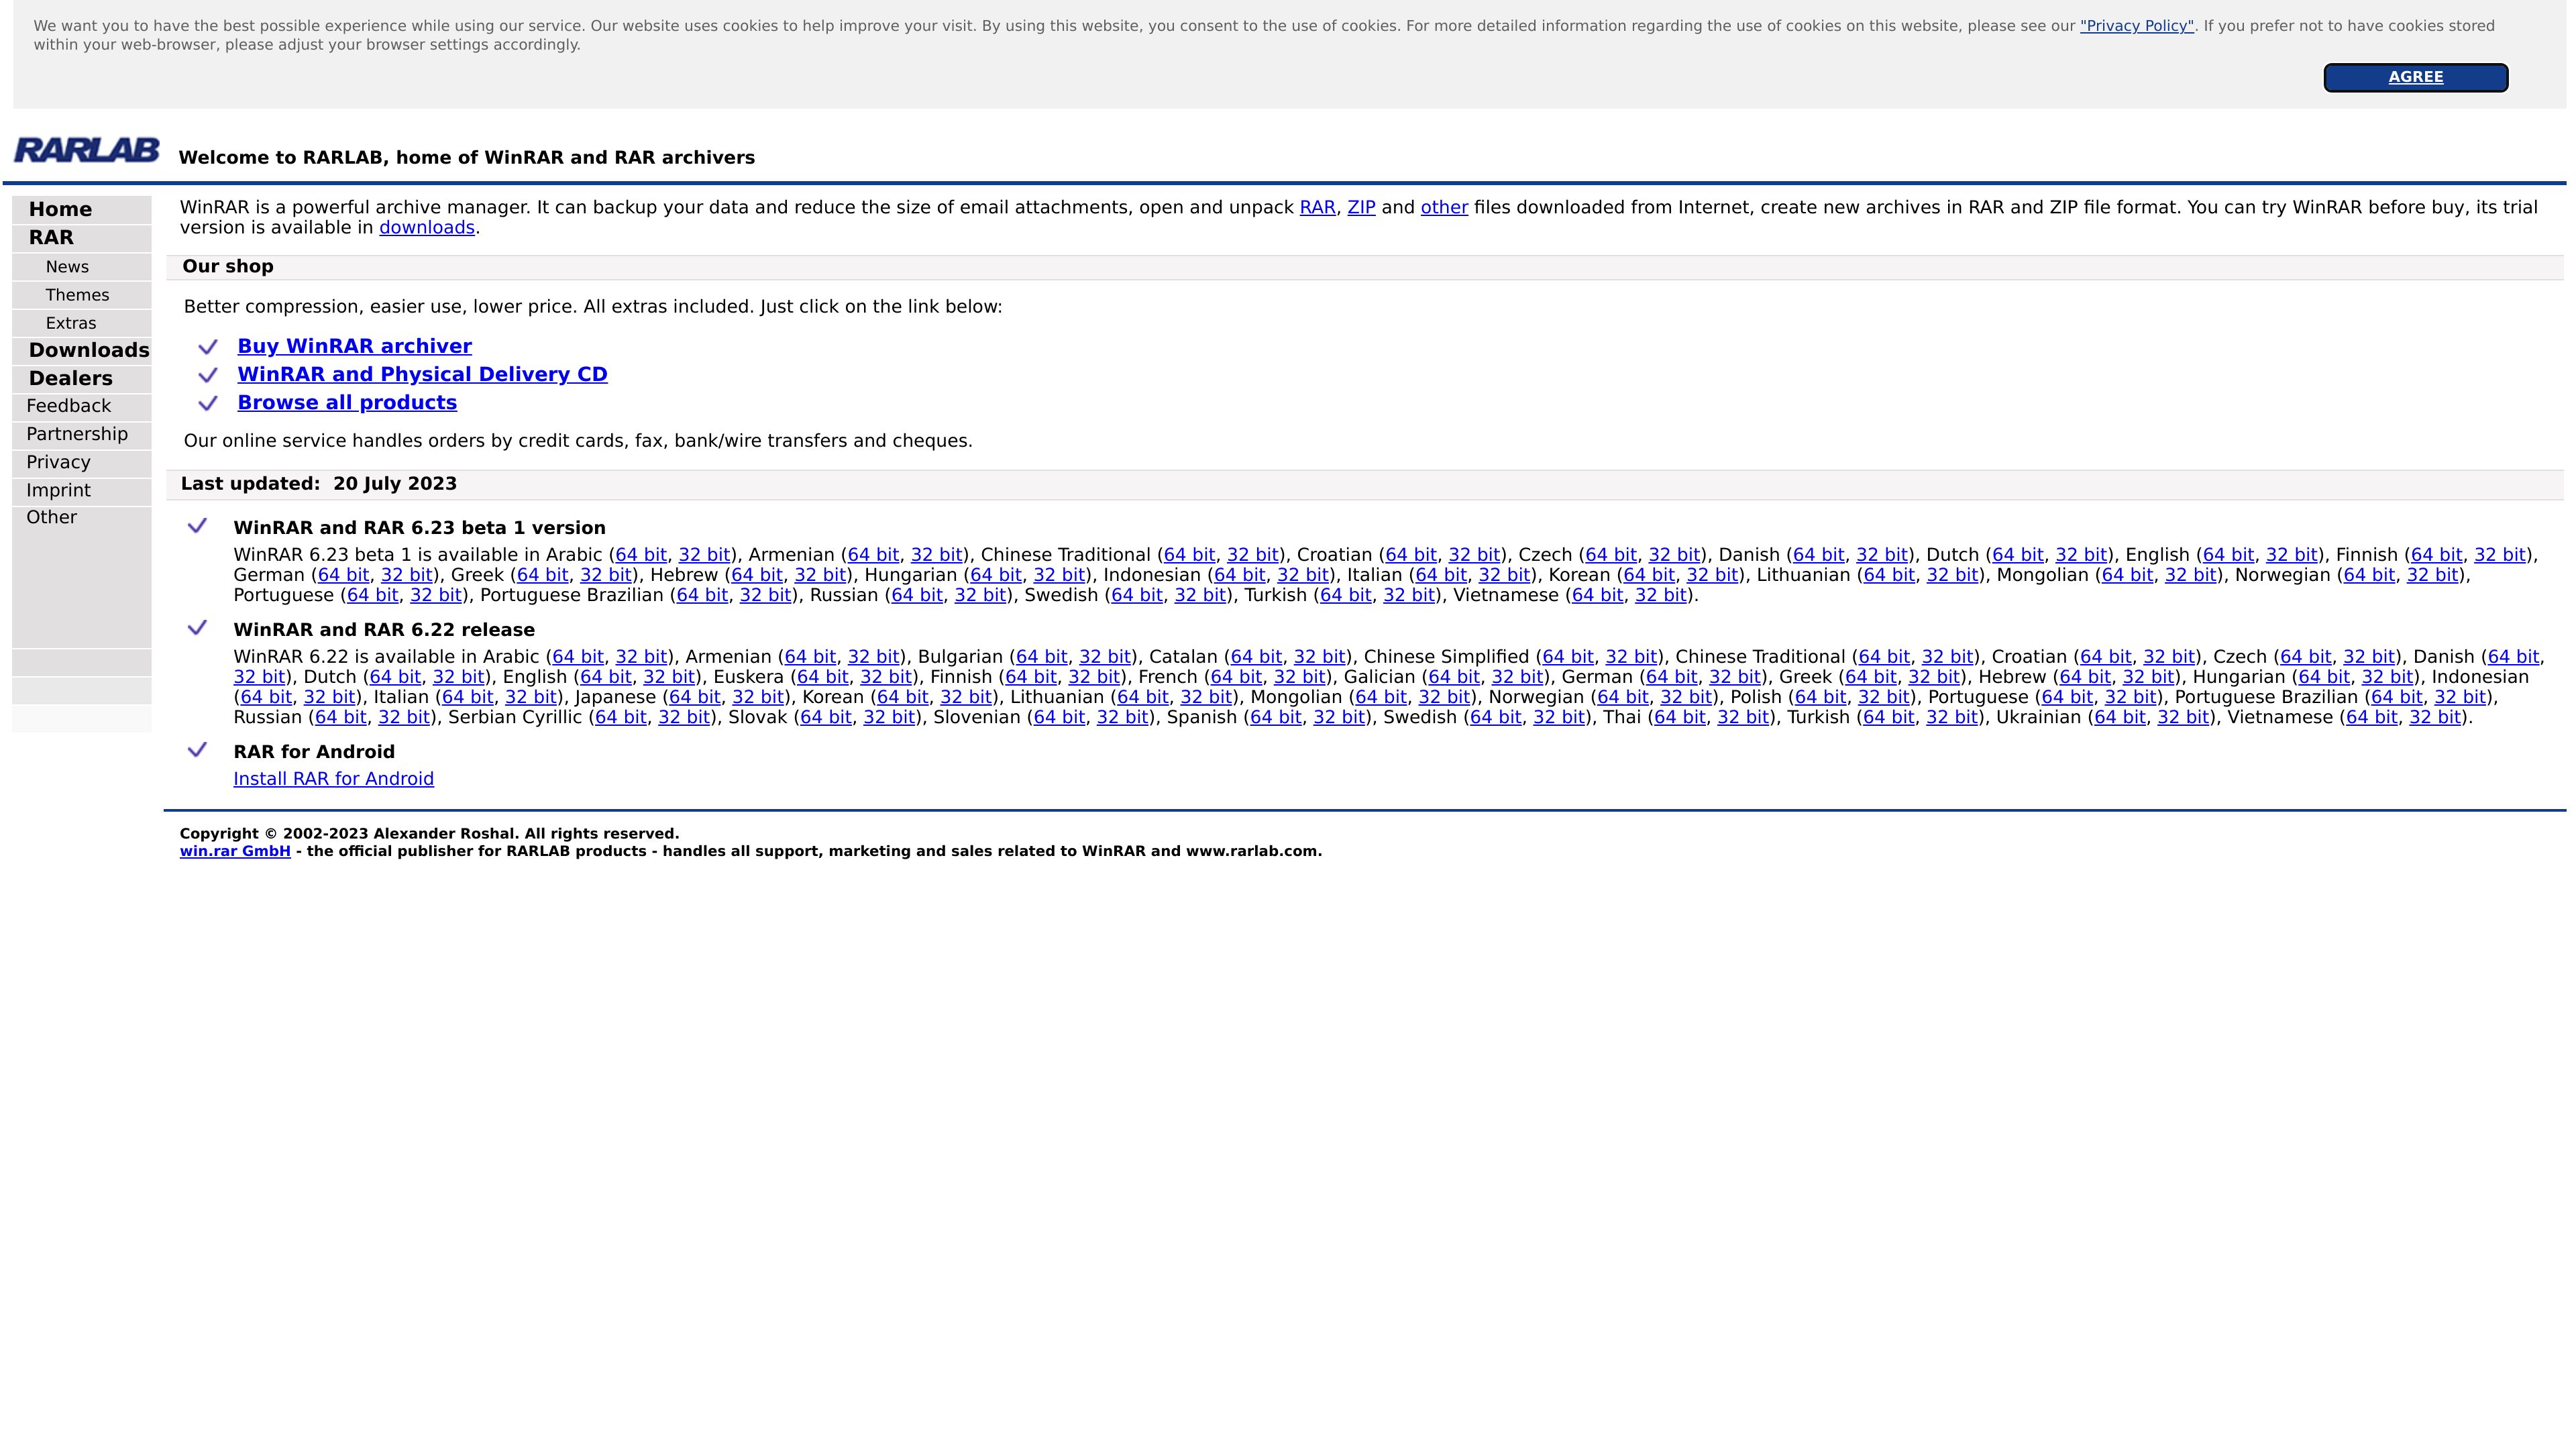 We want you to have the best possible experience while using our service. Our website uses cookies to help improve your visit. By using this website, you consent to the use of cookies. For more detailed information regarding the use of cookies on this website, please see our "Privacy Policy". If you prefer not to have cookies stored
within your web-browser, please adjust your browser settings accordingly.
AGREE
RARLAB Welcome to RARLAB, home of WinRAR and RAR archivers
Home
RAR
News
Themes
Extras
Downloads
Dealers
Feedback
Partnership
Privacy
Imprint
Other
WinRAR is a powerful archive manager. It can backup your data and reduce the size of email attachments, open and unpack RAR, ZIP and other files downloaded from Internet, create new archives in RAR and ZIP file format. You can try WinRAR before buy, its trial
version is available in downloads.
Our shop
Better compression, easier use, lower price. All extras included. Just click on the link below:
Buy WinRAR archiver
WinRAR and Physical Delivery CD
Browse all products
Our online service handles orders by credit cards, fax, bank/wire transfers and cheques.
Last updated: 20 July 2023
WinRAR and RAR 6.23 beta 1 version
WinRAR 6.23 beta 1 is available in Arabic (64 bit, 32 bit), Armenian (64 bit, 32 bit), Chinese Traditional (64 bit, 32 bit), Croatian (64 bit, 32 bit), Czech (64 bit, 32 bit), Danish (64 bit, 32 bit), Dutch (64 bit, 32 bit), English (64 bit, 32 bit), Finnish (64 bit, 32 bit),
German (64 bit, 32 bit), Greek (64 bit, 32 bit), Hebrew (64 bit, 32 bit), Hungarian (64 bit, 32 bit), Indonesian (64 bit, 32 bit), Italian (64 bit, 32 bit), Korean (64 bit, 32 bit), Lithuanian (64 bit, 32 bit), Mongolian (64 bit, 32 bit), Norwegian (64 bit, 32 bit),
Portuguese (64 bit, 32 bit), Portuguese Brazilian (64 bit, 32 bit), Russian (64 bit, 32 bit), Swedish (64 bit, 32 bit), Turkish (64 bit, 32 bit), Vietnamese (64 bit, 32 bit).
WinRAR and RAR 6.22 release
WinRAR 6.22 is available in Arabic (64 bit, 32 bit), Armenian (64 bit, 32 bit), Bulgarian (64 bit, 32 bit), Catalan (64 bit, 32 bit), Chinese Simplified (64 bit, 32 bit), Chinese Traditional (64 bit, 32 bit), Croatian (64 bit, 32 bit), Czech (64 bit, 32 bit), Danish (64 bit,
32 bit), Dutch (64 bit, 32 bit), English (64 bit, 32 bit), Euskera (64 bit, 32 bit), Finnish (64 bit, 32 bit), French (64 bit, 32 bit), Galician (64 bit, 32 bit), German (64 bit, 32 bit), Greek (64 bit, 32 bit), Hebrew (64 bit, 32 bit), Hungarian (64 bit, 32 bit), Indonesian
(64 bit, 32 bit), Italian (64 bit, 32 bit), Japanese (64 bit, 32 bit), Korean (64 bit, 32 bit), Lithuanian (64 bit, 32 bit), Mongolian (64 bit, 32 bit), Norwegian (64 bit, 32 bit), Polish (64 bit, 32 bit), Portuguese (64 bit, 32 bit), Portuguese Brazilian (64 bit, 32 bit),
Russian (64 bit, 32 bit), Serbian Cyrillic (64 bit, 32 bit), Slovak (64 bit, 32 bit), Slovenian (64 bit, 32 bit), Spanish (64 bit, 32 bit), Swedish (64 bit, 32 bit), Thai (64 bit, 32 bit), Turkish (64 bit, 32 bit), Ukrainian (64 bit, 32 bit), Vietnamese (64 bit, 32 bit).
RAR for Android
Install RAR for Android
Copyright © 2002-2023 Alexander Roshal. All rights reserved.
win.rar GmbH - the official publisher for RARLAB products - handles all support, marketing and sales related to WinRAR and www.rarlab.com.